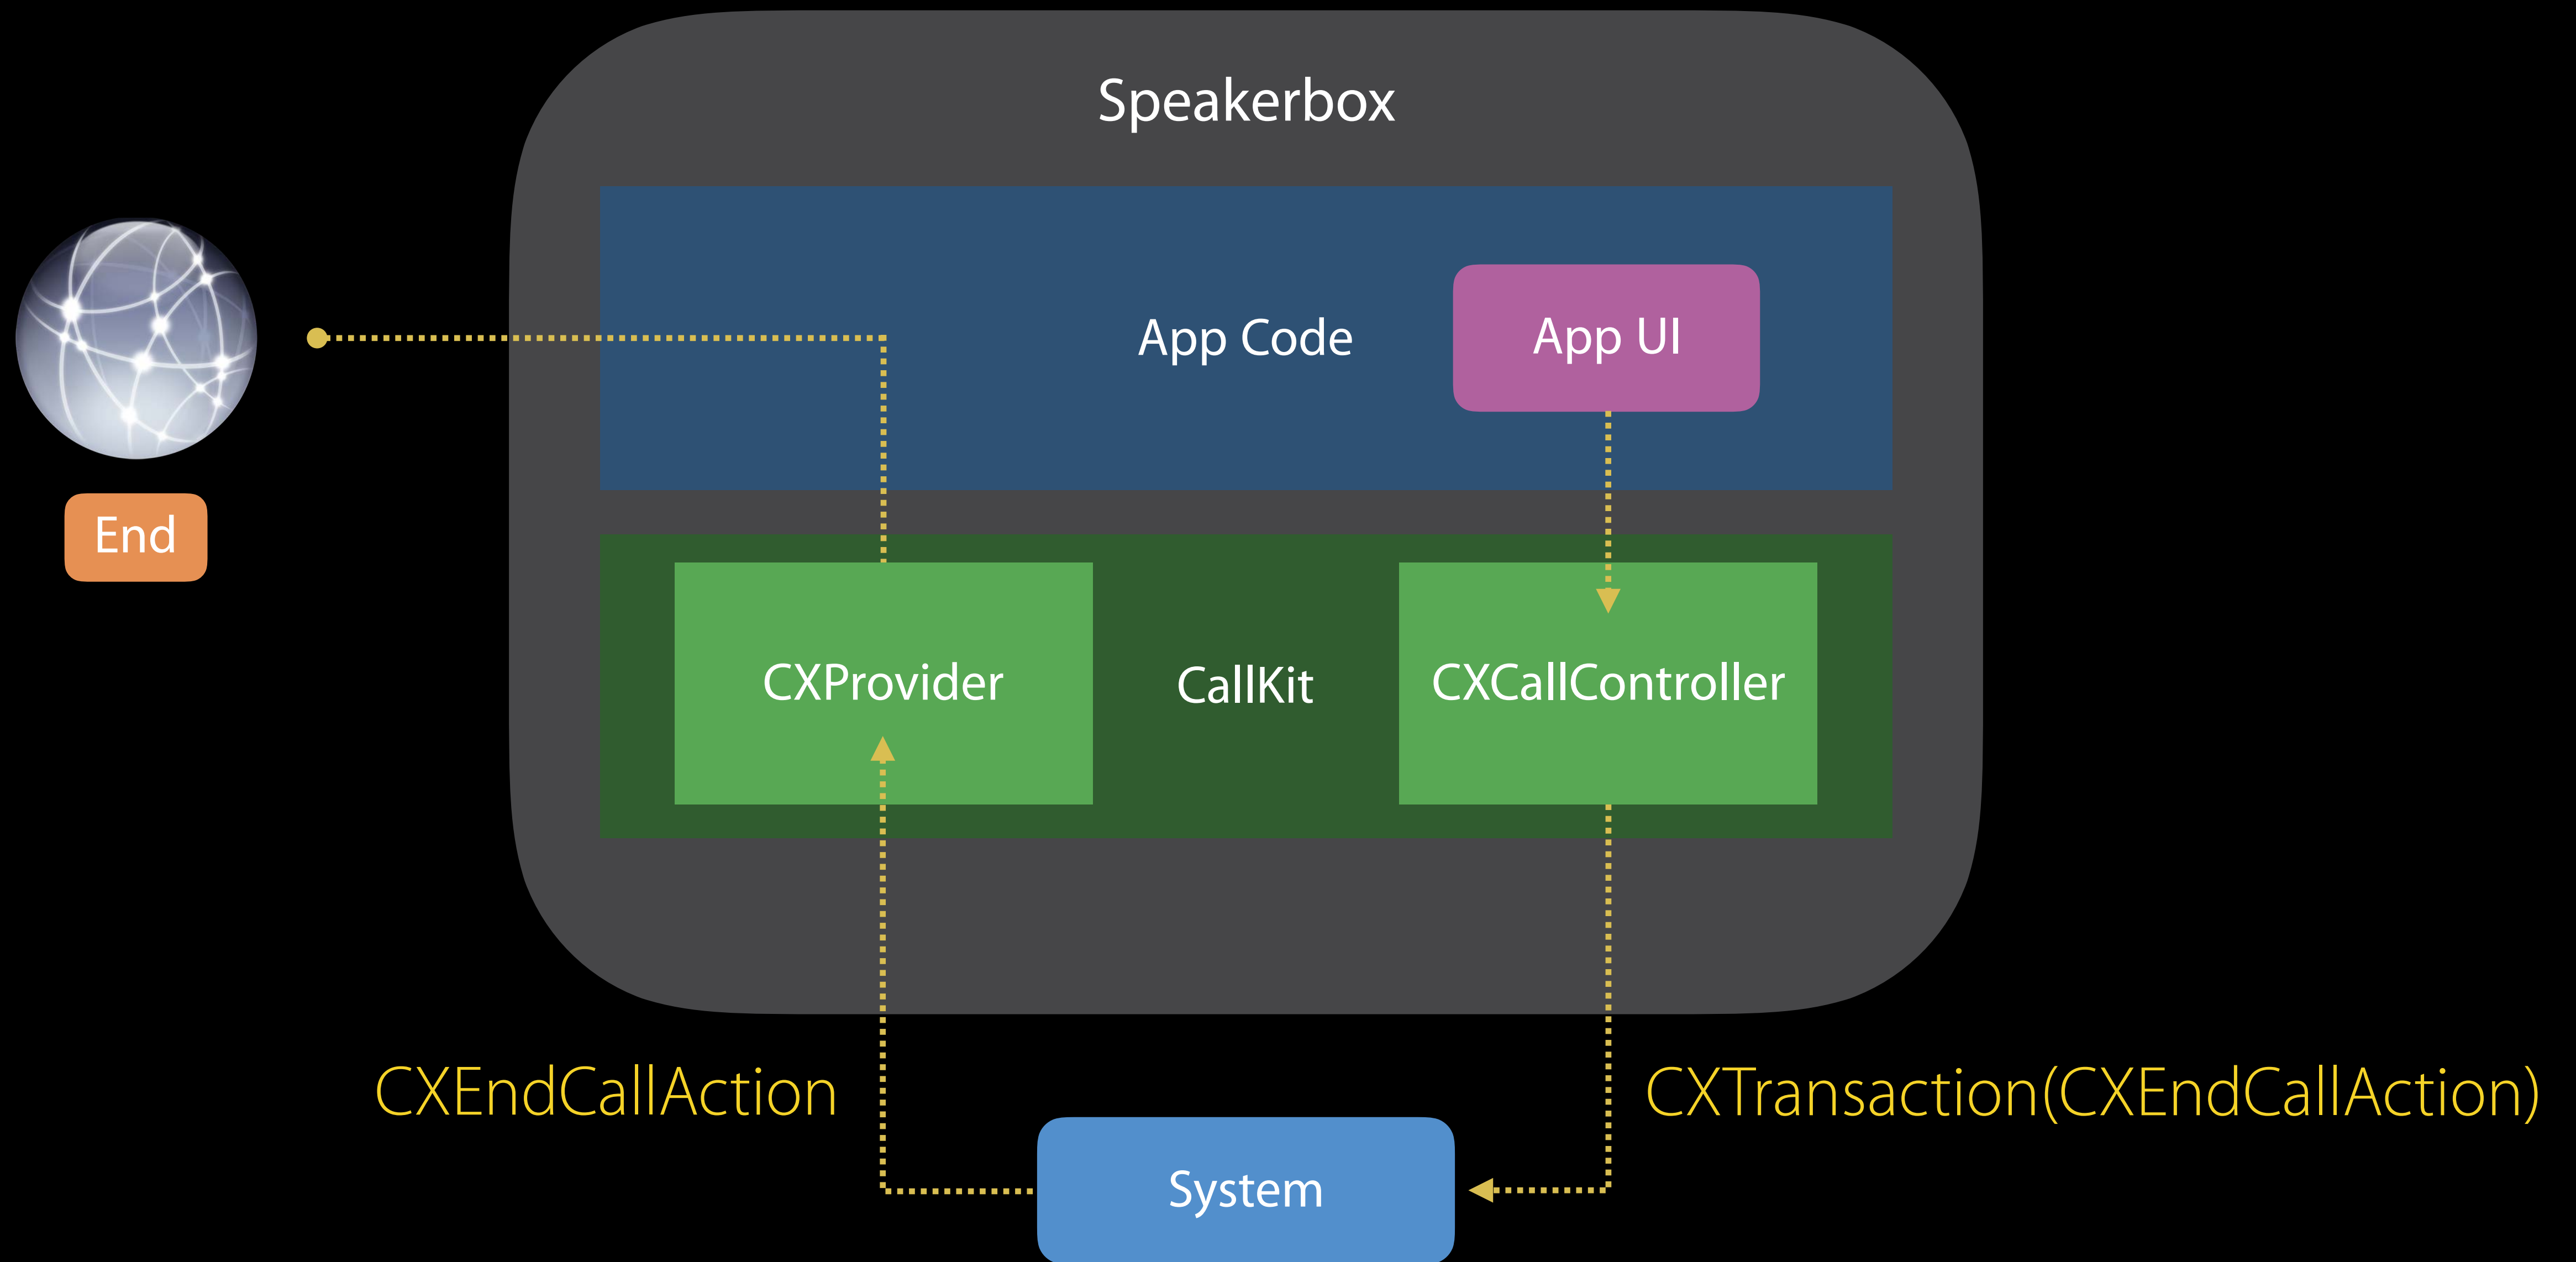 Speakerbox
App Code
App UI
End
CXProvider
CallKit
CXCallController
CXEndCallAction
CXTransaction(CXEndCallAction)
System